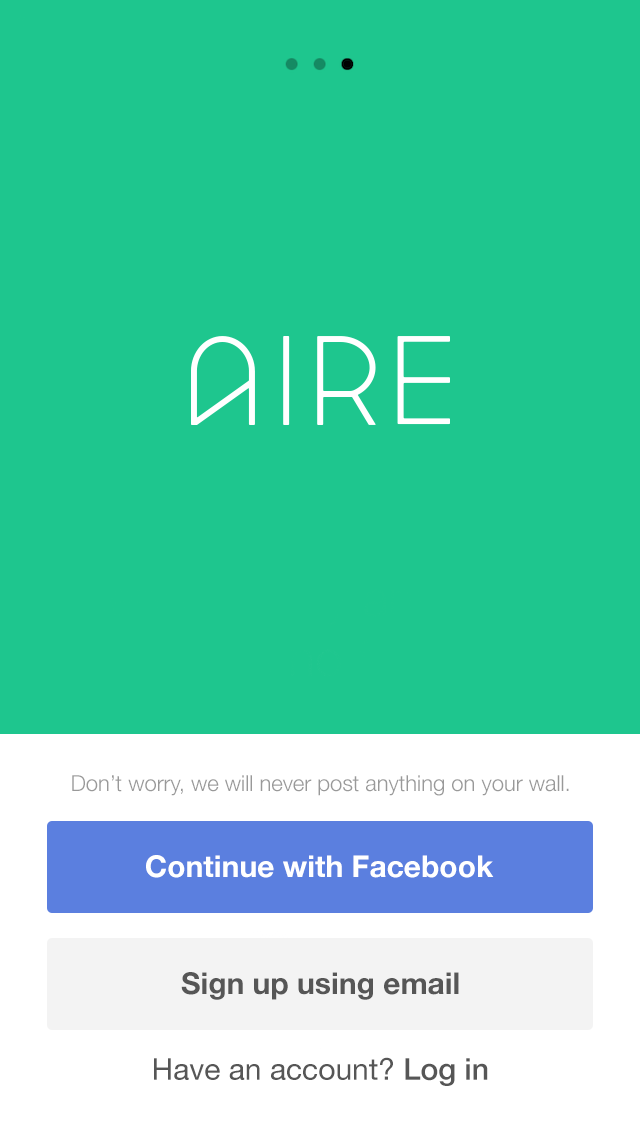 AIRE
Don't worry, we will never post anything on your wall.
Continue with Facebook
Sign up using email
Have an account? Log in